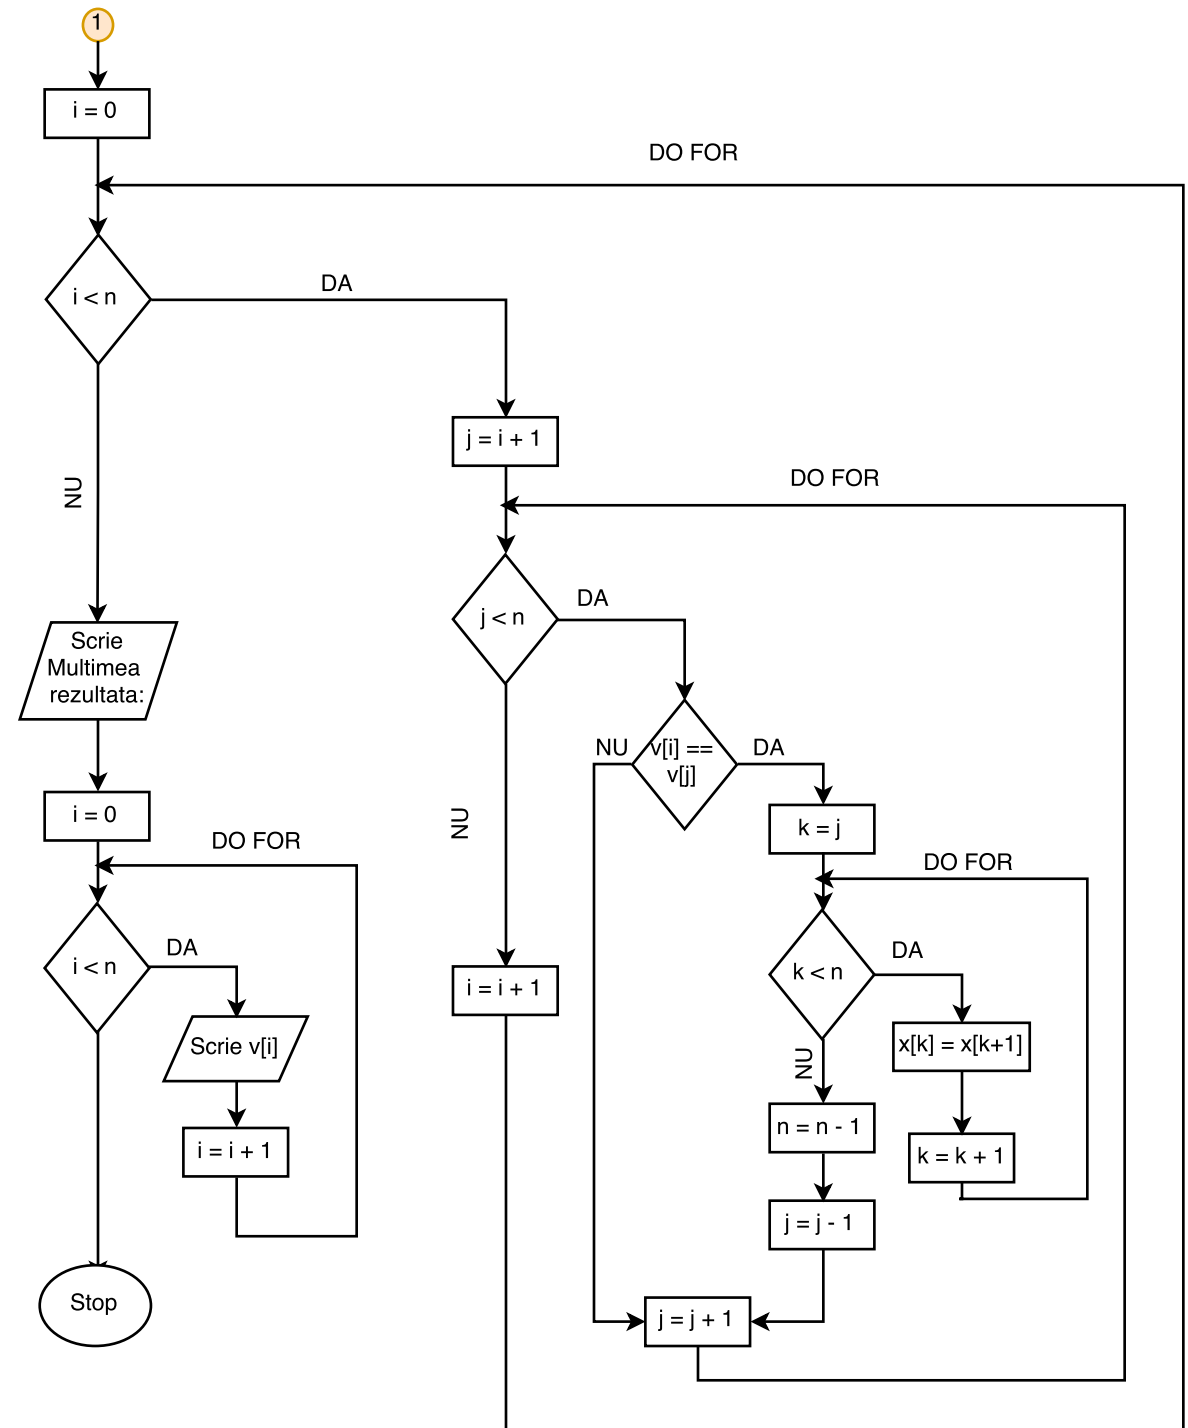 1
i = 0
DO FOR
i < n
DA
NU
j = i + 1
DO FOR
j < n
DA
NU
v[i] ==
v[j]
NU
DA
k = j
DO FOR
k < n
DA
x[k] = x[k+1]
k = k + 1
NU
n = n - 1
j = j - 1
j = j + 1
i = i + 1
Scrie
Multimea
rezultata:
i = 0
DO FOR
i < n
DA
Scrie v[i]
i = i + 1
Stop